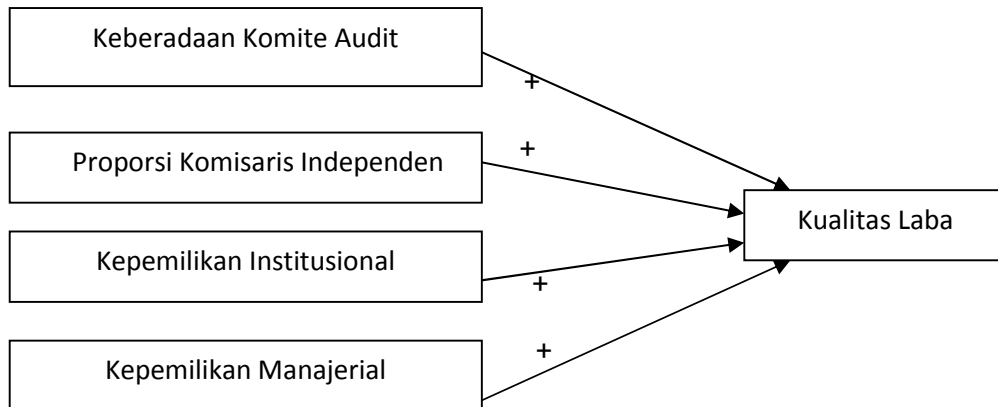 Keberadaan Komite Audit
+
Proporsi Komisaris Independen
+
Kualitas Laba
Kepemilikan Institusional
+
Kepemilikan Manajerial
+